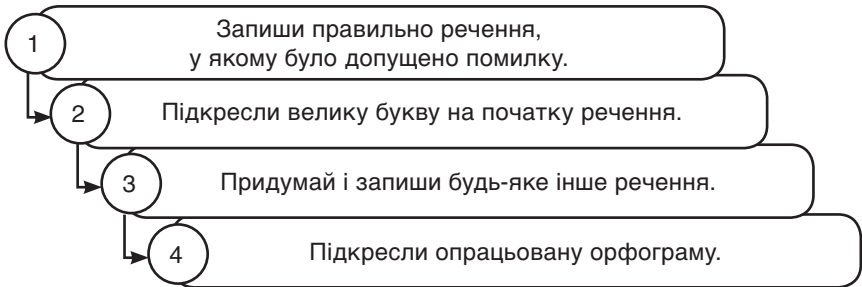 1
Запиши правильно речення,
у якому було допущено помилку.
2
Підкресли велику букву на початку речення.
3
Придумай і запиши будь-яке інше речення.
4
Підкресли опрацьовану орфограму.